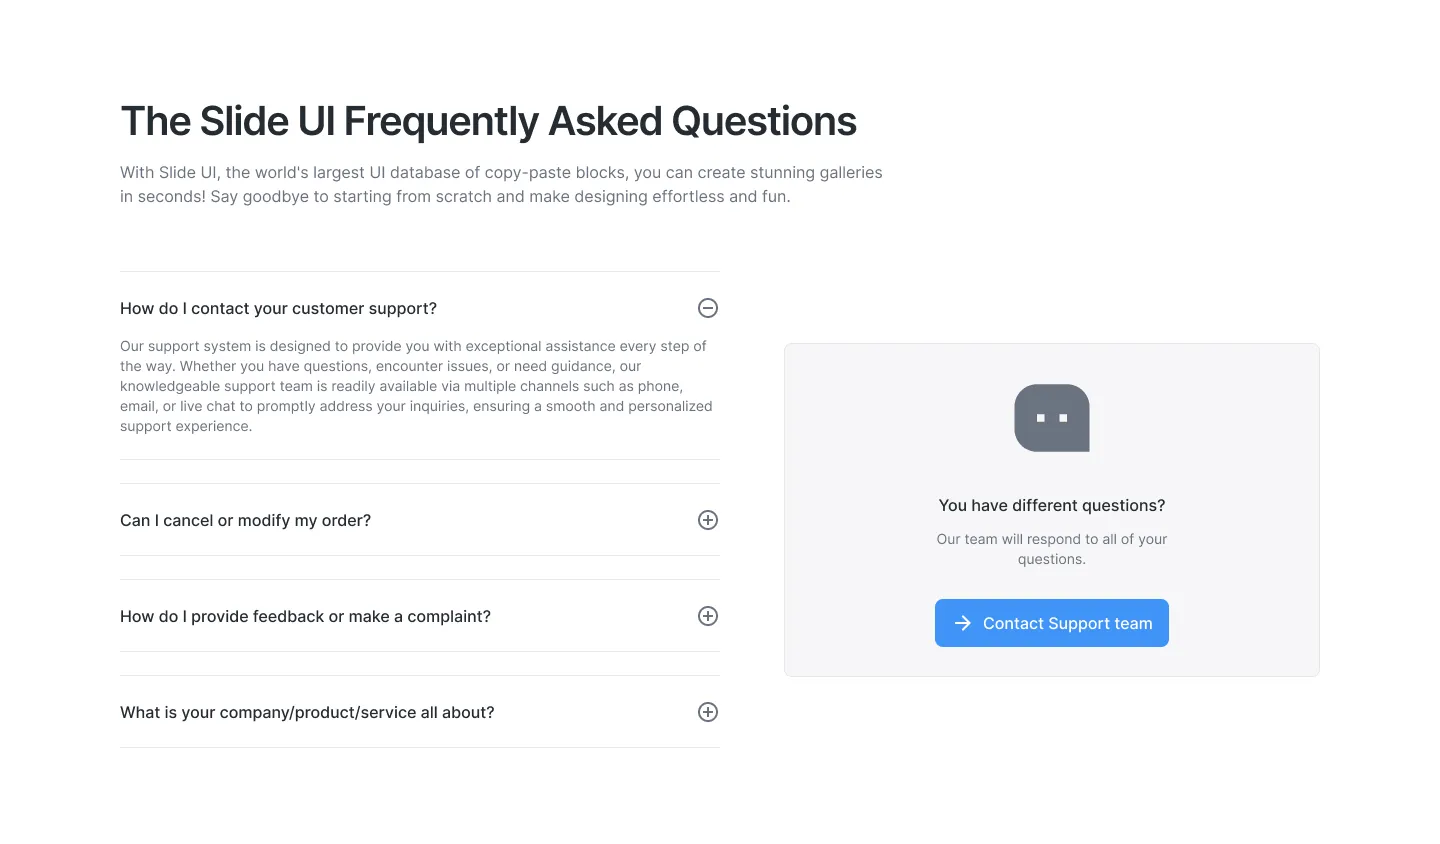 The Slide UI Frequently Asked Questions
With Slide UI, the world's largest UI database of copy-paste blocks, you can create stunning galleries
in seconds! Say goodbye to starting from scratch and make designing effortless and fun.
How do I contact your customer support?
Our support system is designed to provide you with exceptional assistance every step of
the way. Whether you have questions, encounter issues, or need guidance, our
knowledgeable support team is readily available via multiple channels such as phone,
email, or live chat to promptly address your inquiries, ensuring a smooth and personalized
support experience.
Can I cancel or modify my order?
How do I provide feedback or make a complaint?
What is your company/product/service all about?
You have different questions?
Our team will respond to all of your
questions.
Contact Support team